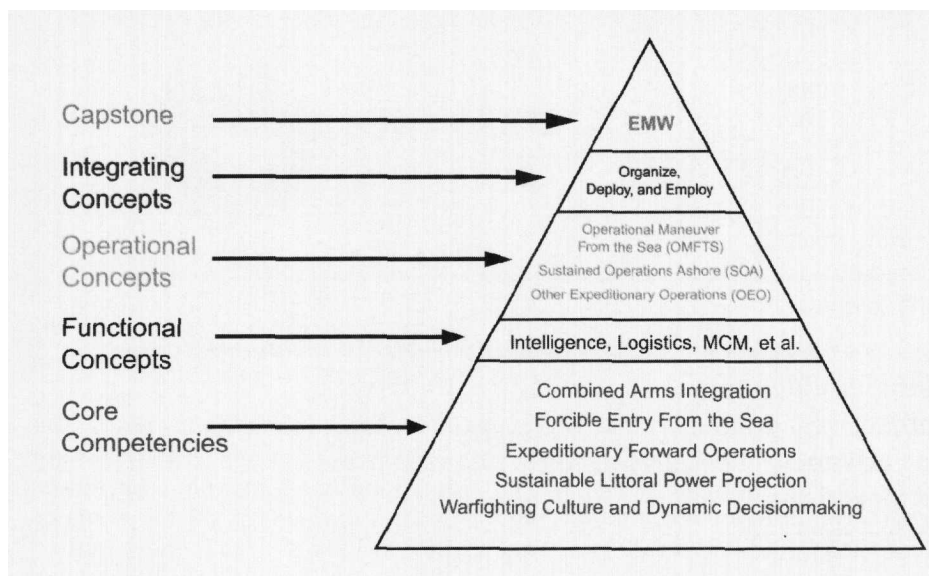 Capstone
EMW
Integrating
Concepts
Organize,
Deploy, and Employ
Operational
Concepts
Operational Maneuver
From the Sea (OMFTS)
Sustained Operations Ashore (SOA)
Other Expeditionary Operations (OEO)
Functional
Concepts
Intelligence, Logistics, MCM, et al.
Core
Competencies
Combined Arms Integration
Forcible Entry From the Sea
Expeditionary Forward Operations
Sustainable Littoral Power Projection
Warfighting Culture and Dynamic Decisionmaking